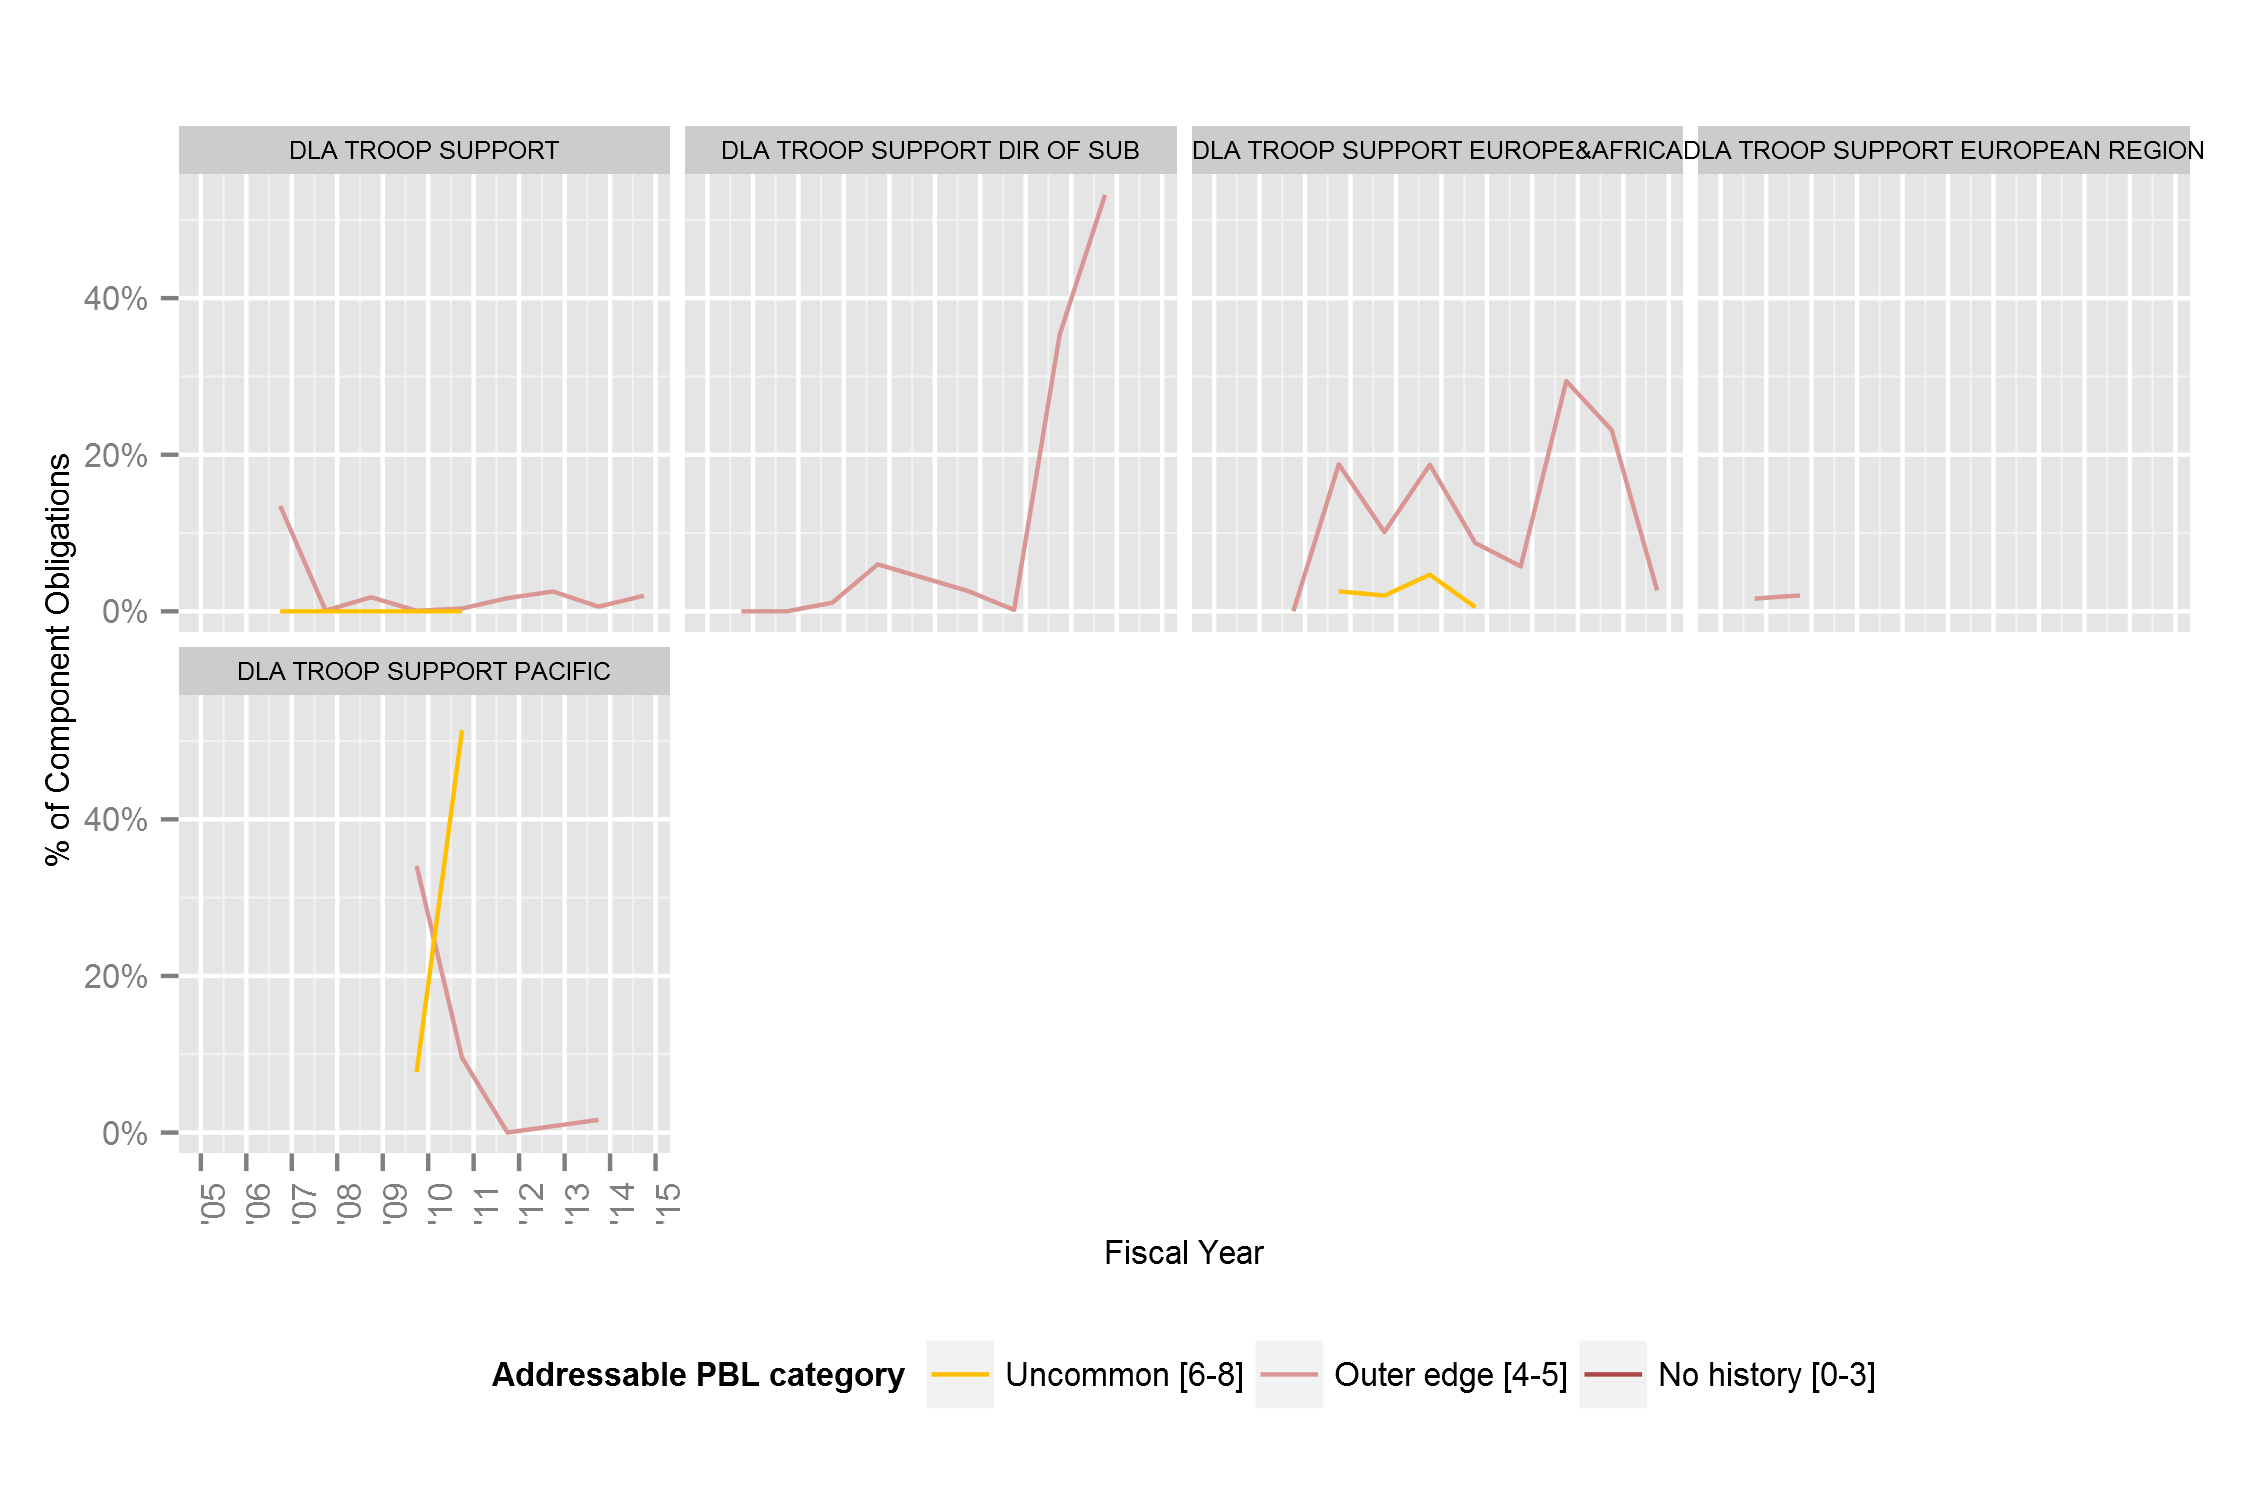 DLA TROOP SUPPORT
DLA TROOP SUPPORT DIR OF SUB
DLA TROOP SUPPORT EUROPE&AFRICA
DLA TROOP SUPPORT EUROPEAN REGION
40%
20%
0%
DLA TROOP SUPPORT PACIFIC
40%
20%
0%
% of Component Obligations
'05
'06
'07
'08
'09
'10
'11
'12
'13
'14
'15
Fiscal Year
Addressable PBL category Uncommon [6-8] Outer edge [4-5] No history [0-3]